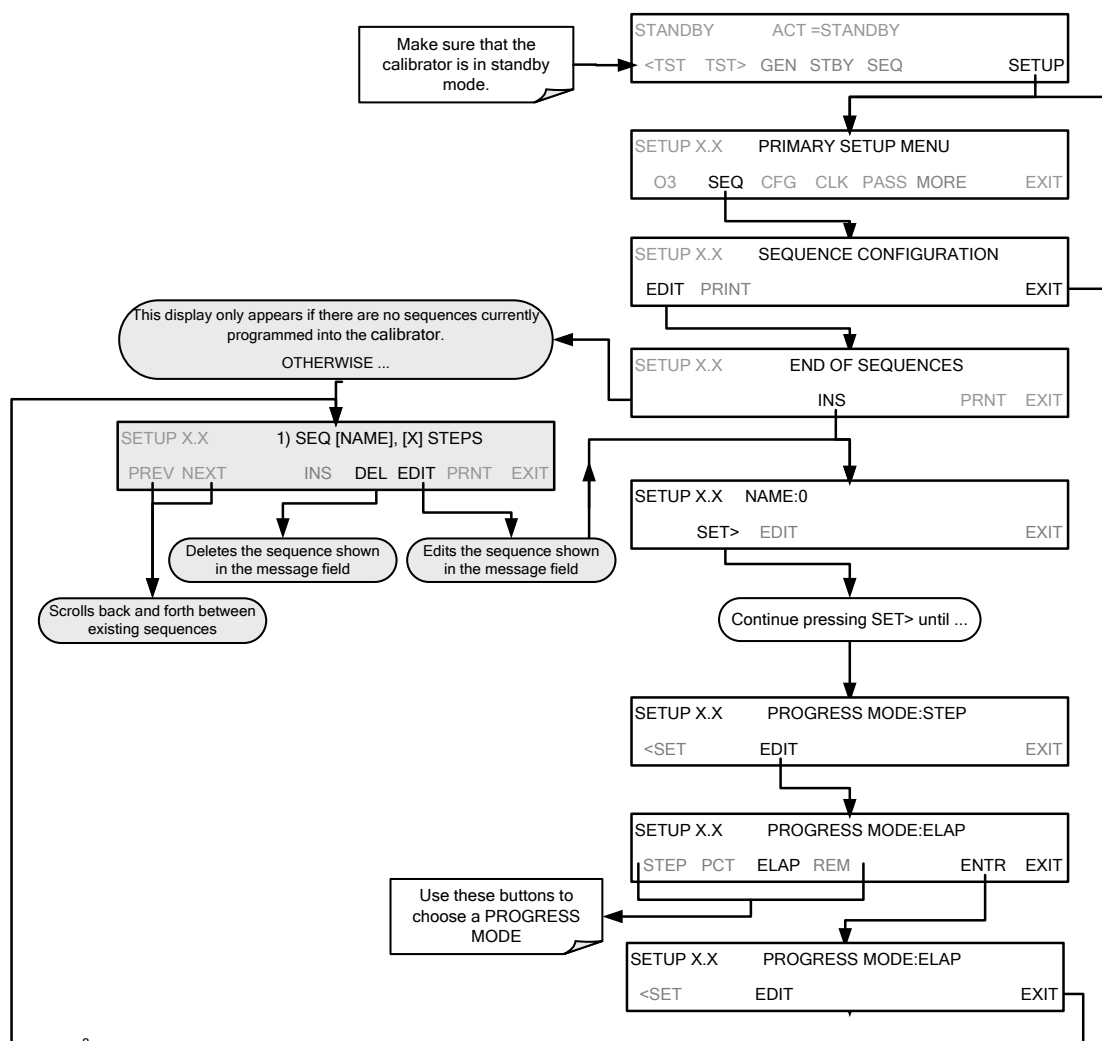 Make sure that the
calibrator is in standby
mode.
STANDBY ACT =STANDBY
<TST TST> GEN STBY SEQ SETUP
SETUP X.X PRIMARY SETUP MENU
O3 SEQ CFG CLK PASS MORE EXIT
SETUP X.X SEQUENCE CONFIGURATION
EDIT PRINT EXIT
This display only appears if there are no sequences currently
programmed into the calibrator.
OTHERWISE ...
SETUP X.X END OF SEQUENCES
INS PRNT EXIT
SETUP X.X 1) SEQ [NAME], [X] STEPS
PREV NEXT INS DEL EDIT PRNT EXIT
Deletes the sequence shown
in the message field
Edits the sequence shown
in the message field
Scrolls back and forth between
existing sequences
SETUP X.X NAME:0
SET> EDIT EXIT
Continue pressing SET> until ...
SETUP X.X PROGRESS MODE:STEP
<SET EDIT EXIT
SETUP X.X PROGRESS MODE:ELAP
STEP PCT ELAP REM ENTR EXIT
Use these buttons to
choose a PROGRESS
MODE
SETUP X.X PROGRESS MODE:ELAP
<SET EDIT EXIT